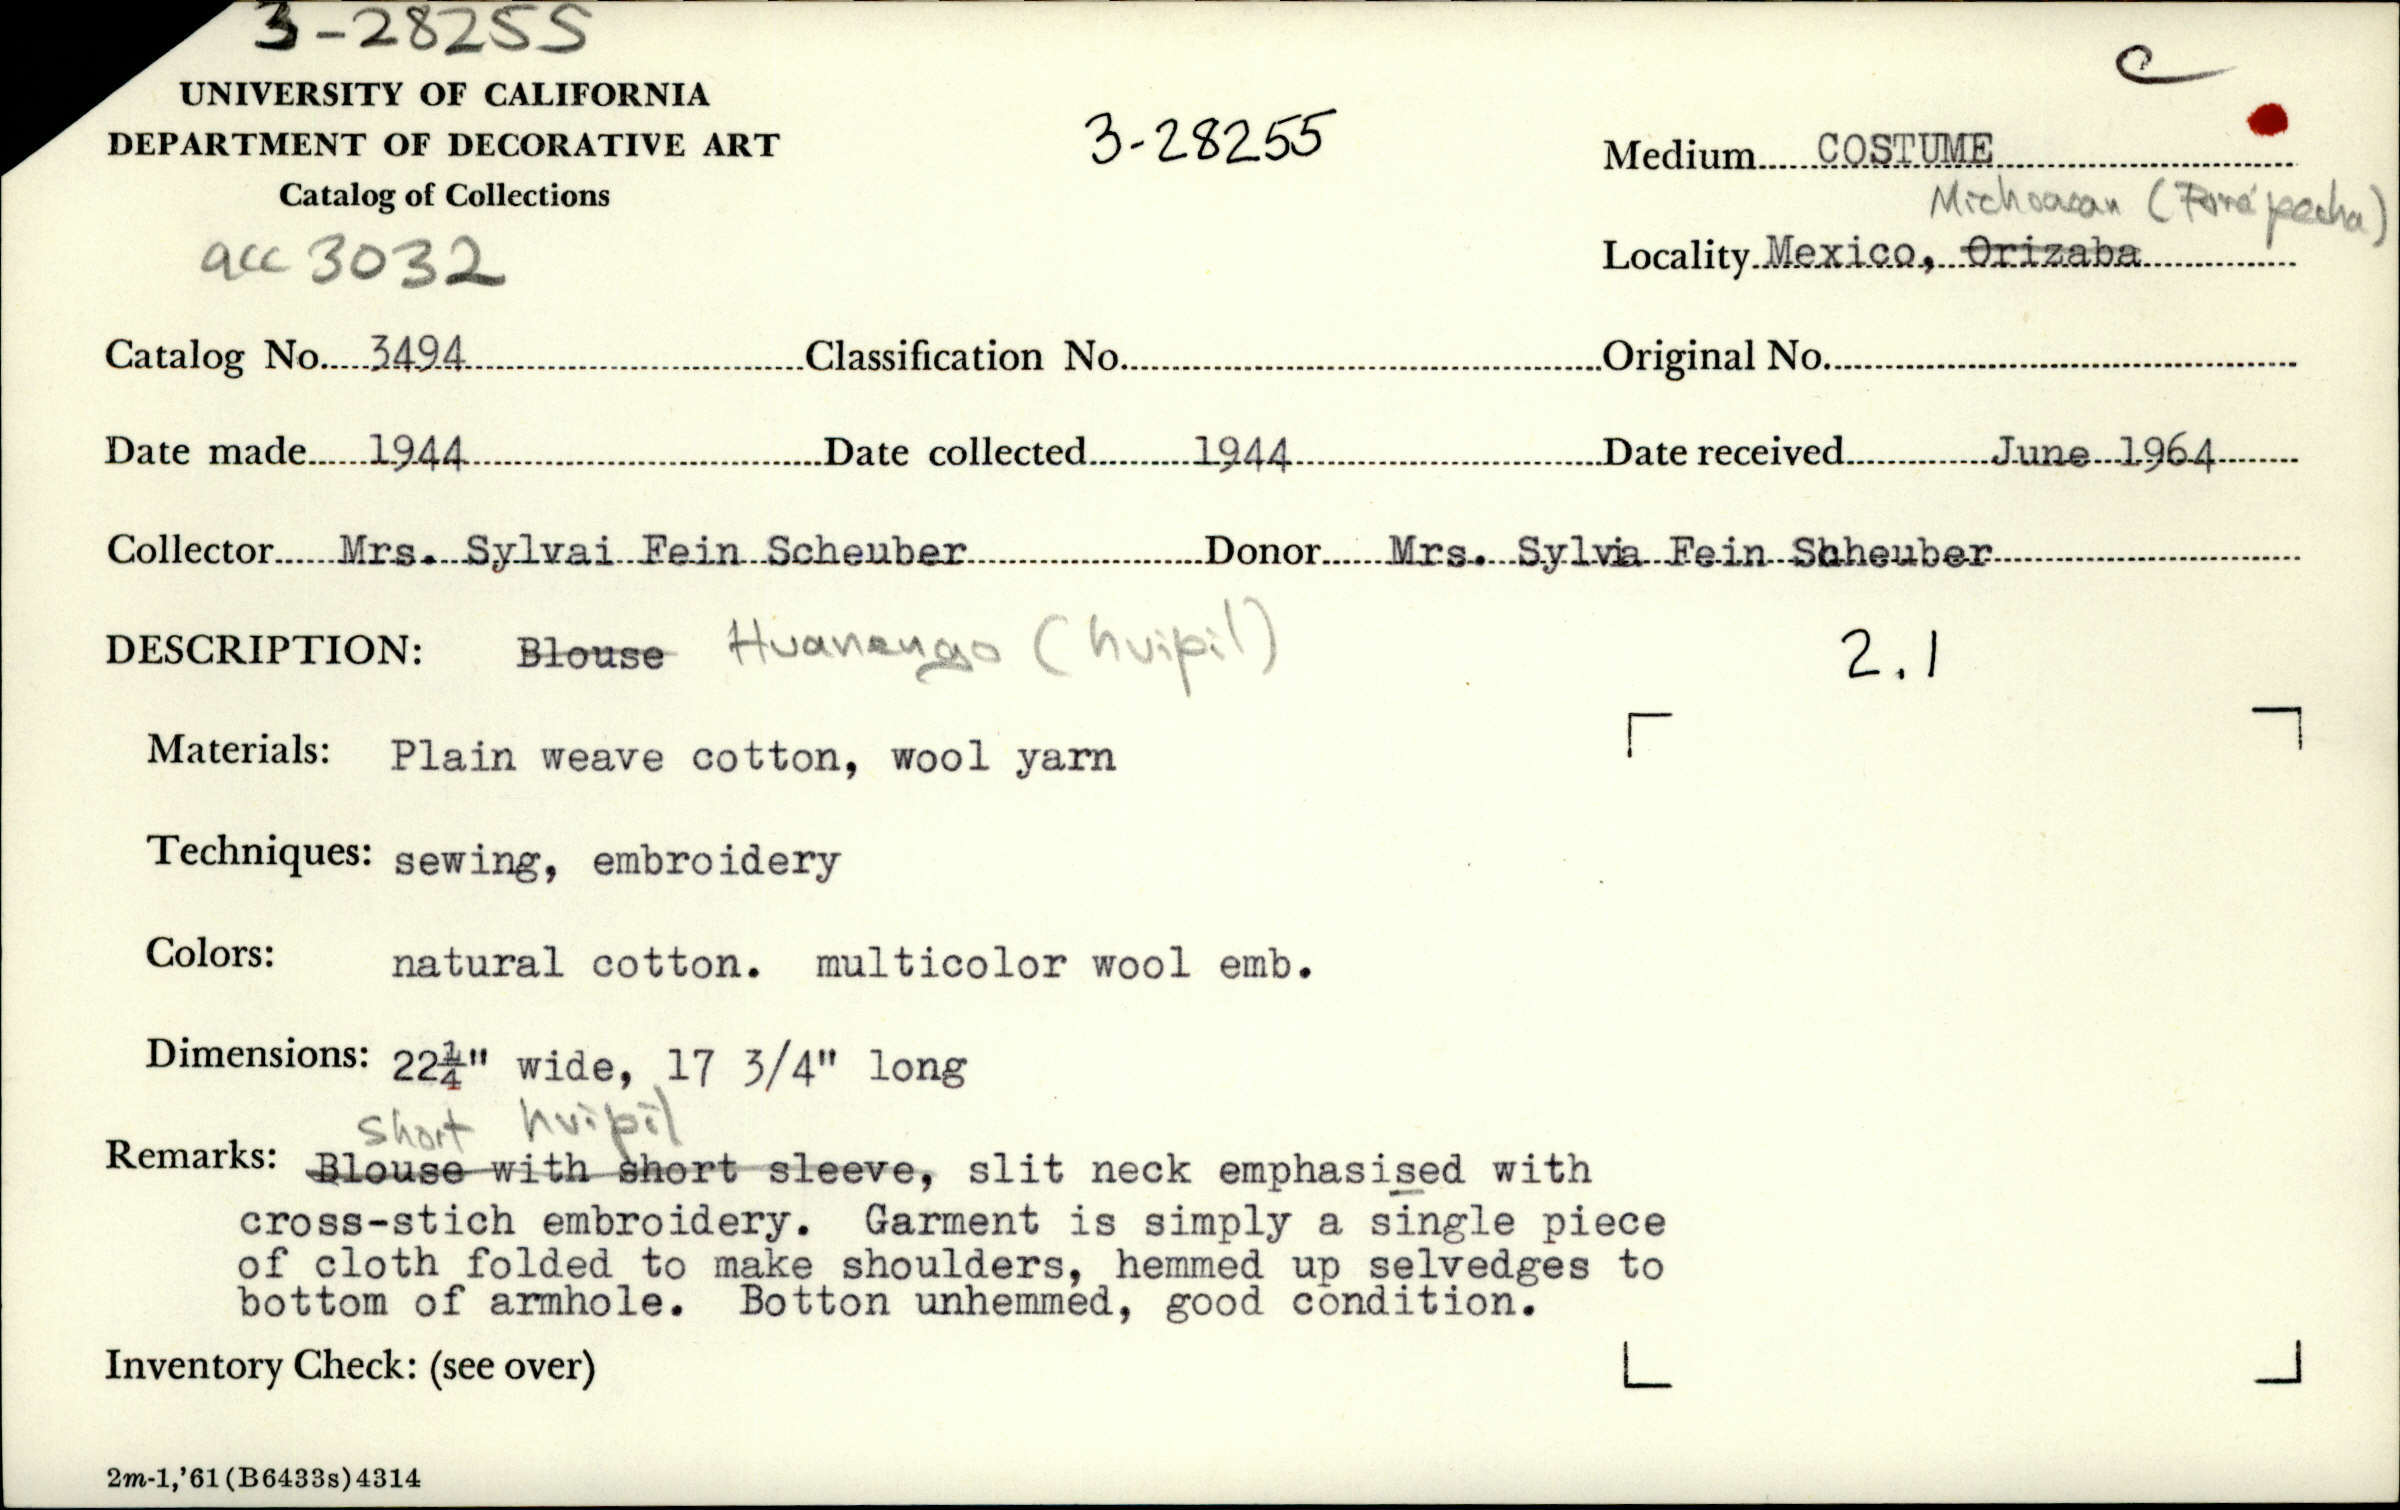 3-28255
UNIVERSITY OF CALIFORNIA
DEPARTMENT OF DECORATIVE ART
Catalog of Collections
acc 3032
3-28255
C
Medium COSTUME
Michoacan (Porépecha)
Locality Mexico, Orizaba
Catalog No. 3494 Classification No. Original No.
Date made 1944 Date collected 1944 Date received June 1964
Collector Mrs. Sylvai Fein Scheuber Donor Mrs. Sylvia Fein Shheuber
DESCRIPTION: Blouse Huanengo (huipil) 2.1
Materials: Plain weave cotton, wool yarn
Techniques: sewing, embroidery
Colors: natural cotton. multicolor wool emb.
Dimensions: 22¼" wide, 17 3/4" long
short huipil
Remarks: Blouse with short sleeve, slit neck emphasised with
cross-stich embroidery. Garment is simply a single piece
of cloth folded to make shoulders, hemmed up selvedges to
bottom of armhole. Botton unhemmed, good condition.
Inventory Check: (see over)
2m-1,'61(B6433s)4314